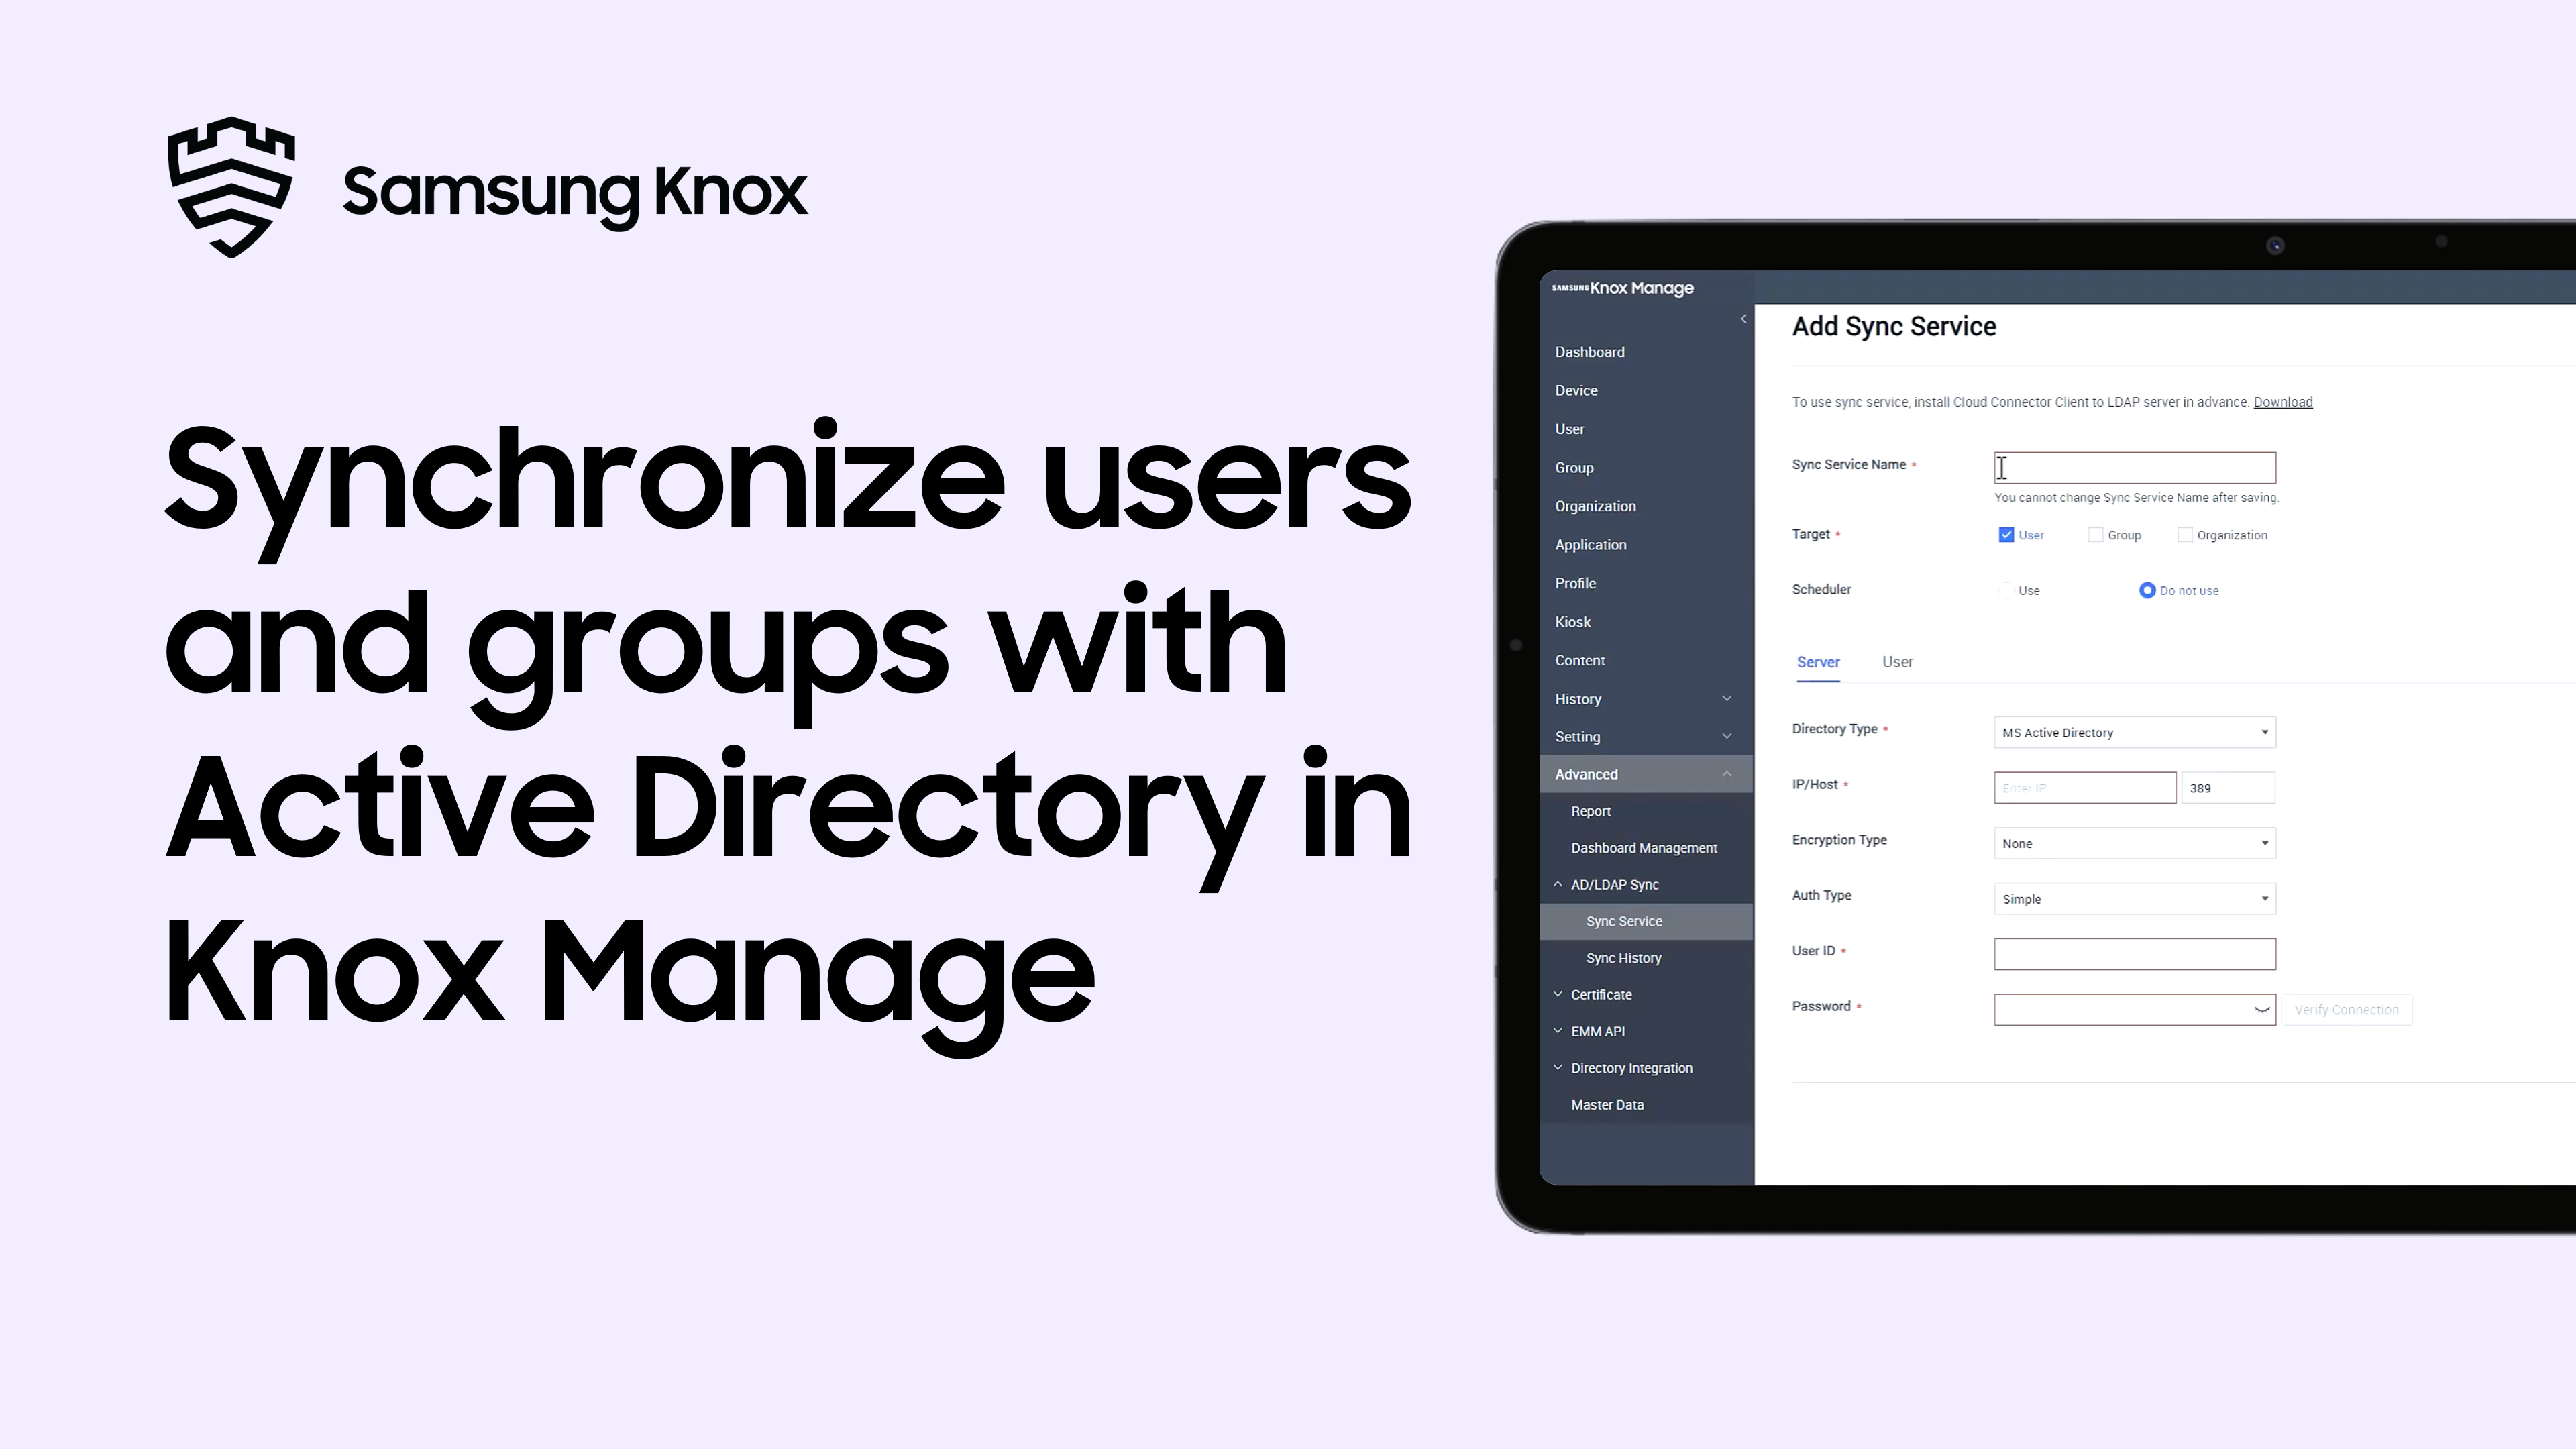 Samsung Knox
Synchronize users
and groups with
Active Directory in
Knox Manage
SAMSUNG Knox Manage
Dashboard
Device
User
Group
Organization
Application
Profile
Kiosk
Content
History
Setting
Advanced
Report
Dashboard Management
AD/LDAP Sync
Sync Service
Sync History
Certificate
EMM API
Directory Integration
Master Data
Add Sync Service
To use sync service, install Cloud Connector Client to LDAP server in advance. Download
Sync Service Name *
You cannot change Sync Service Name after saving.
Target * User Group Organization
Scheduler Use Do not use
Server User
Directory Type * MS Active Directory
IP/Host * Enter IP 389
Encryption Type None
Auth Type Simple
User ID *
Password * Verify Connection